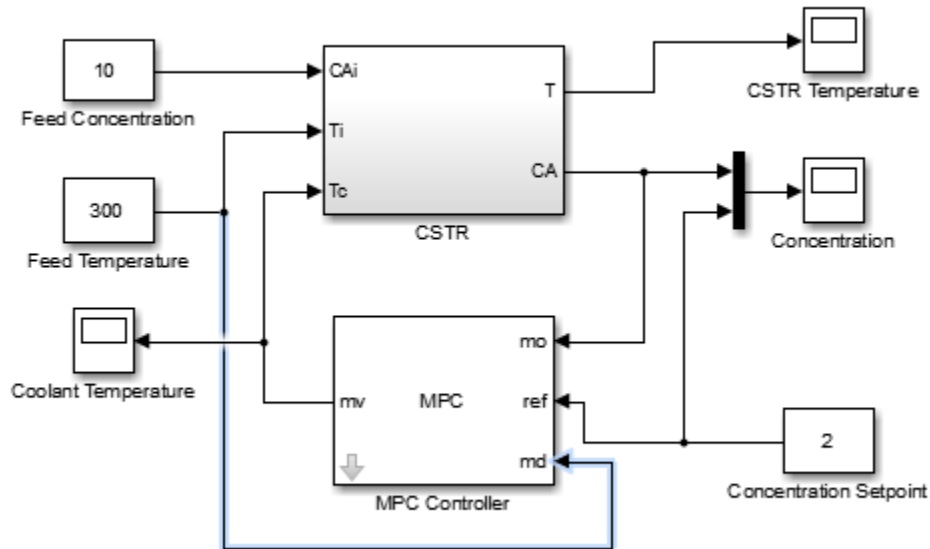 10
Feed Concentration
300
Feed Temperature
Coolant Temperature
CAi
Ti
Tc
T
CA
CSTR
CSTR Temperature
Concentration
mv
MPC
mo
ref
md
MPC Controller
2
Concentration Setpoint